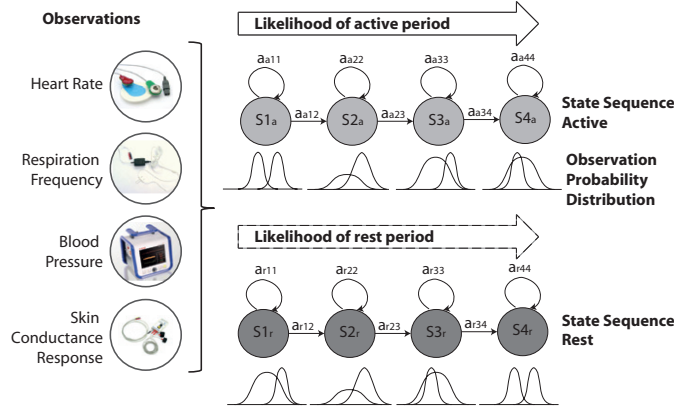 Observations
Heart Rate
Respiration
Frequency
Blood
Pressure
Skin
Conductance
Response
Likelihood of active period
aa11
aa22
aa33
aa44
S1a
aa12
S2a
aa23
S3a
aa34
S4a
State Sequence
Active
Observation
Probability
Distribution
Likelihood of rest period
ar11
ar22
ar33
ar44
S1r
ar12
S2r
ar23
S3r
ar34
S4r
State Sequence
Rest